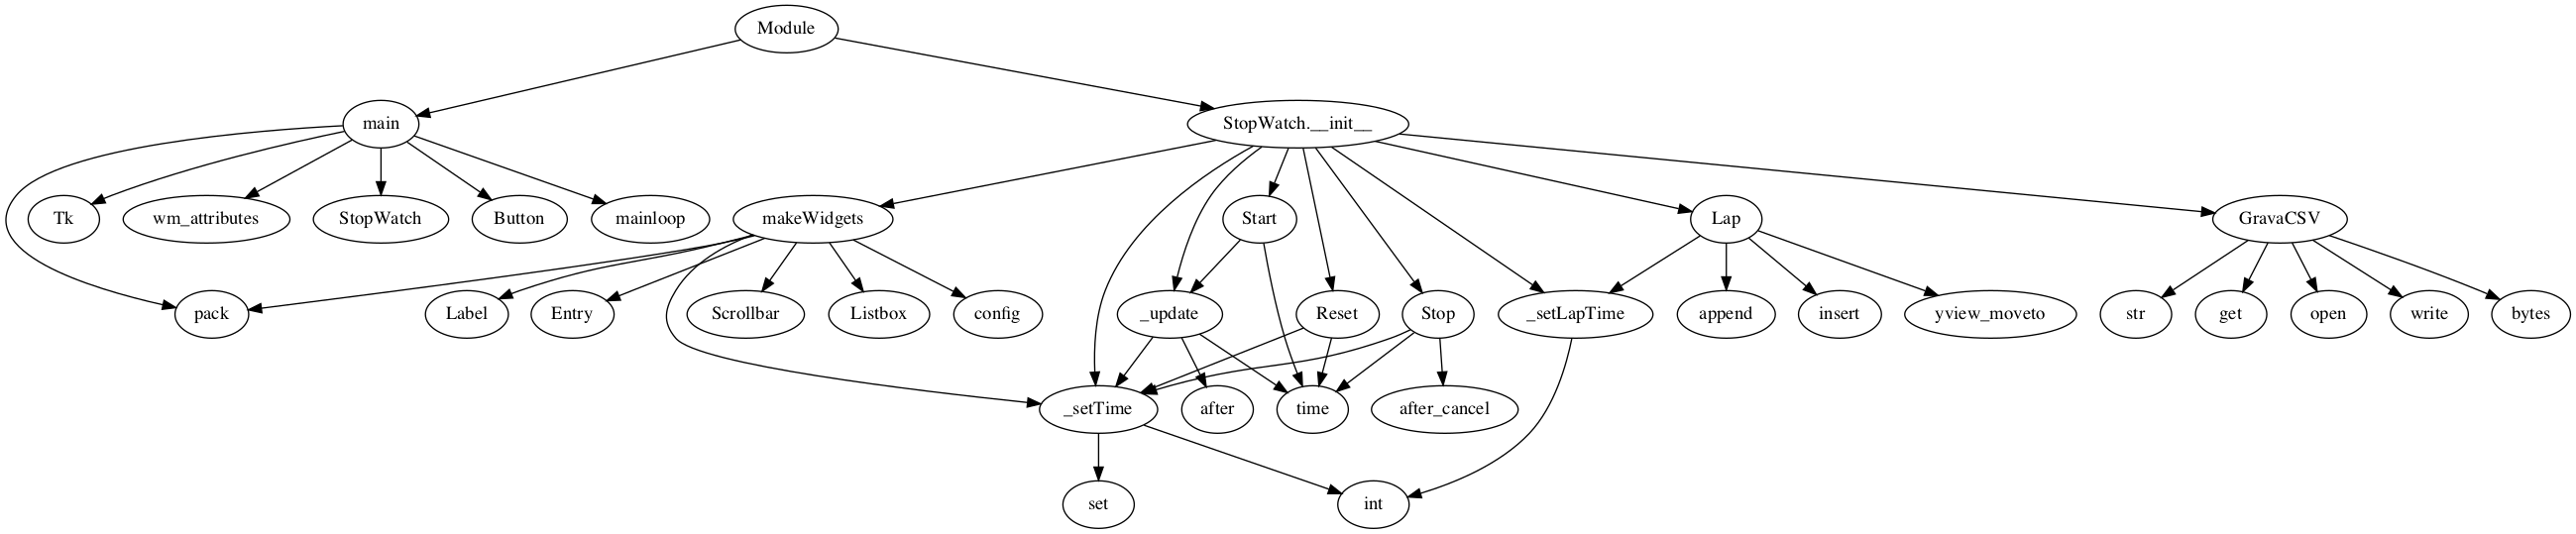 Module
main
StopWatch.__init__
Tk
wm_attributes
StopWatch
Button
mainloop
makeWidgets
Start
Lap
GravaCSV
pack
Label
Entry
Scrollbar
Listbox
config
_update
Reset
Stop
_setLapTime
append
insert
yview_moveto
str
get
open
write
bytes
_setTime
after
time
after_cancel
set
int